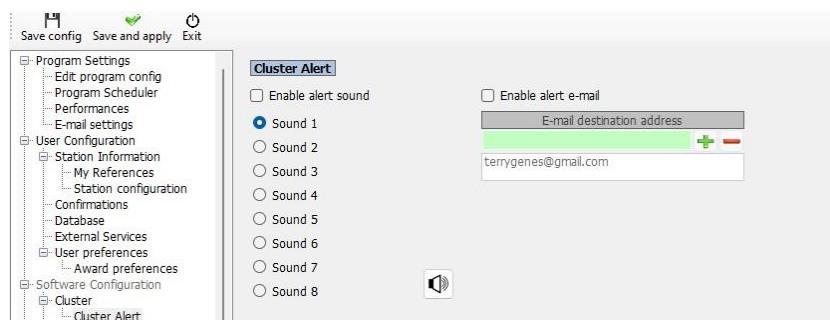 Save config Save and apply Exit
Program Settings
Edit program config
Program Scheduler
Performances
E-mail settings
User Configuration
Station Information
My References
Station configuration
Confirmations
Database
External Services
User preferences
Award preferences
Software Configuration
Cluster
Cluster Alert
Cluster Alert
Enable alert sound
Sound 1
Sound 2
Sound 3
Sound 4
Sound 5
Sound 6
Sound 7
Sound 8
Enable alert e-mail
E-mail destination address
terrygenes@gmail.com